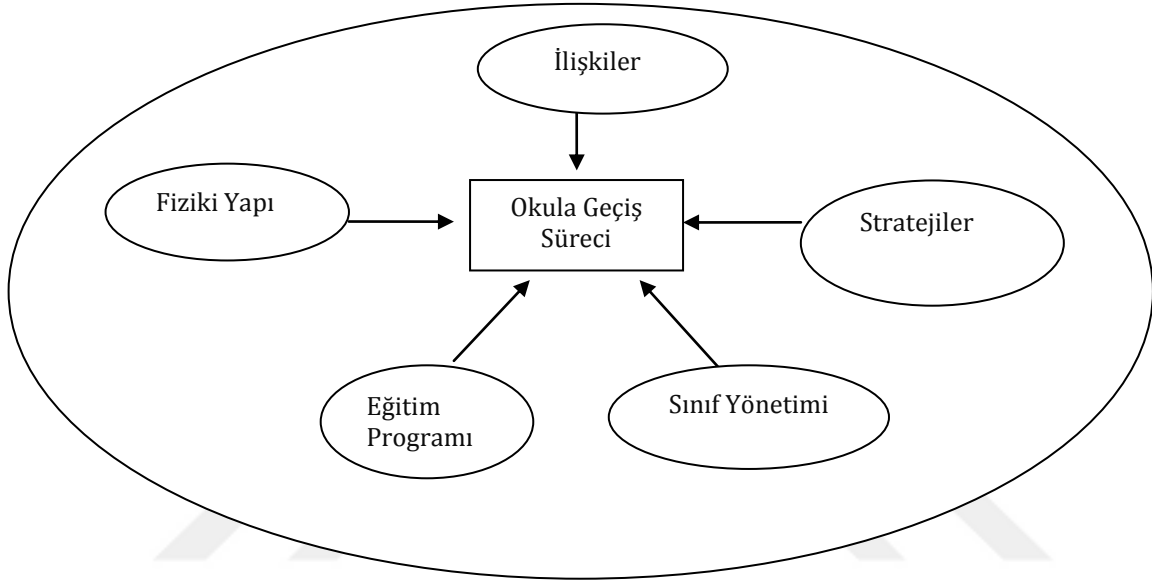 İlişkiler
Fiziki Yapı
Okula Geçiş
Süreci
Stratejiler
Eğitim
Programı
Sınıf Yönetimi